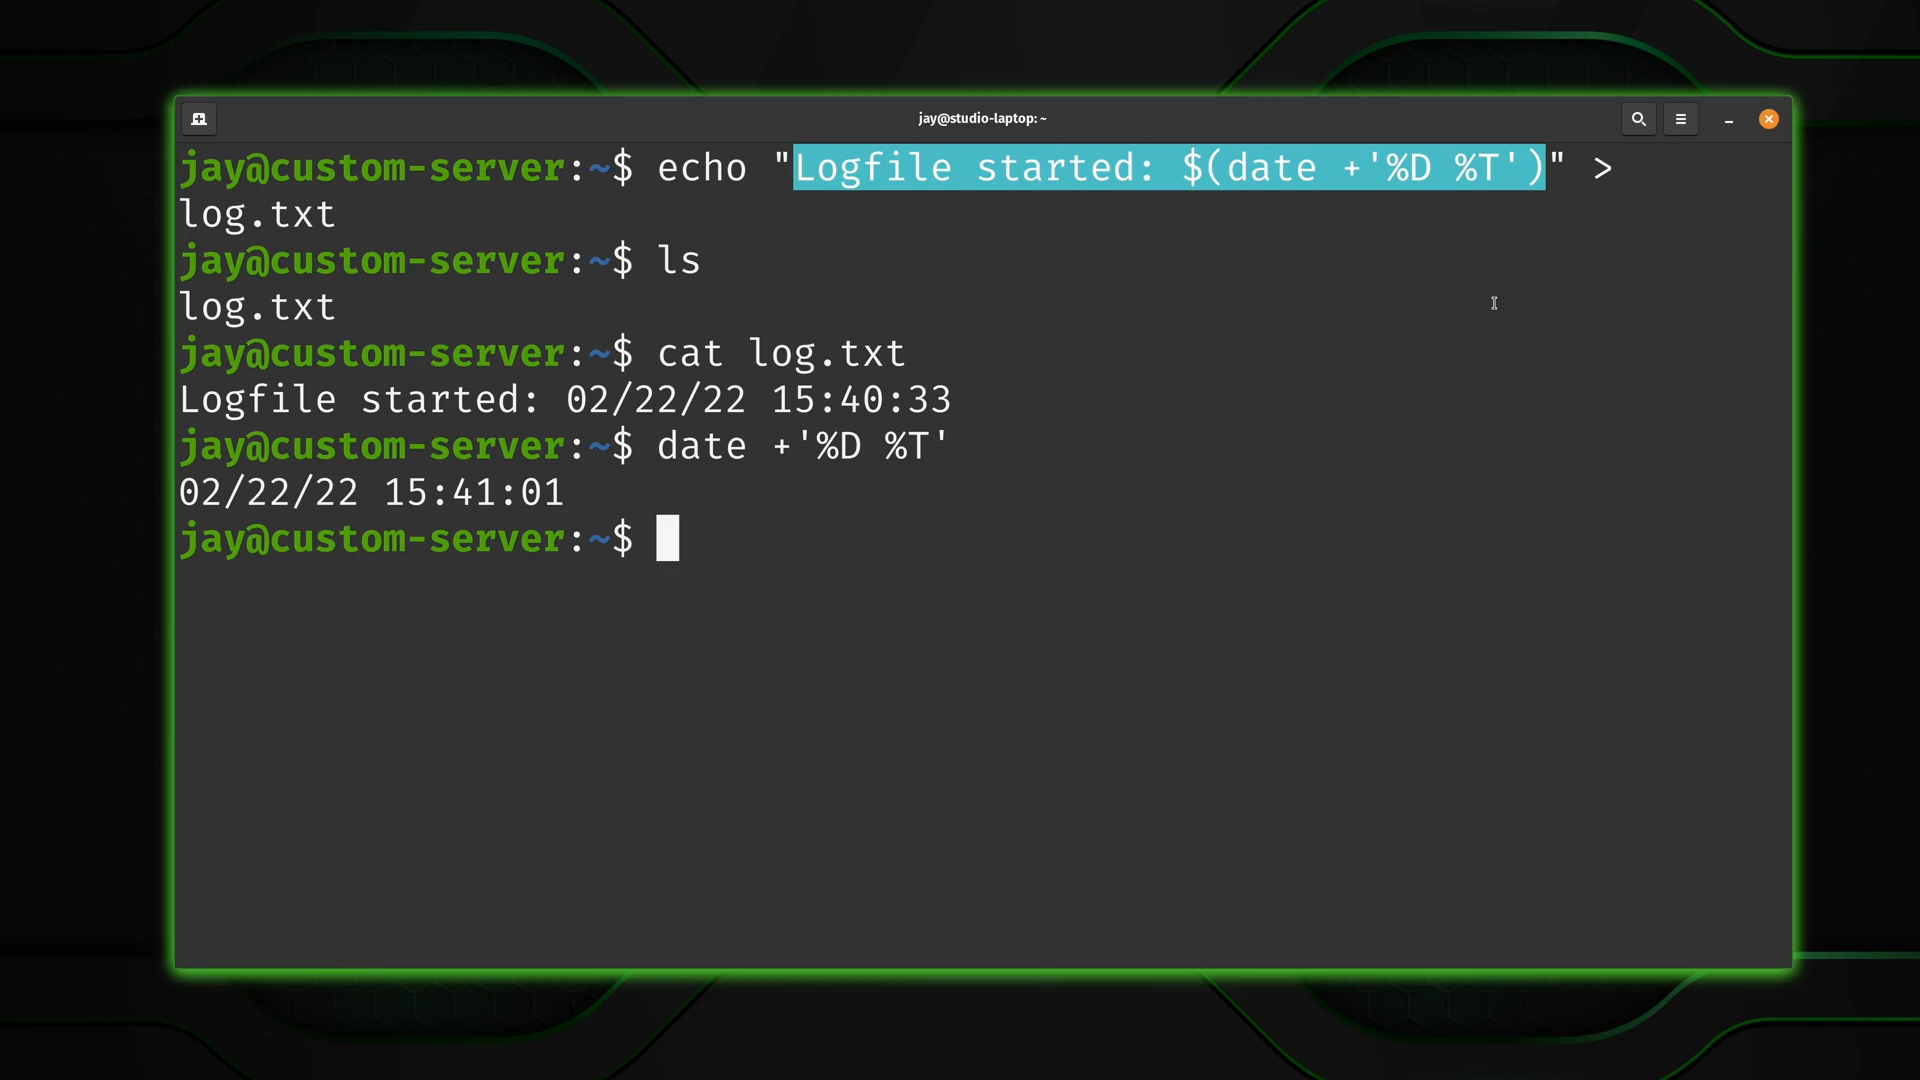 jay@studio-laptop: ~
jay@custom-server:~$ echo "Logfile started: $(date +'%D %T')" >
log.txt
jay@custom-server:~$ ls
log.txt
jay@custom-server:~$ cat log.txt
Logfile started: 02/22/22 15:40:33
jay@custom-server:~$ date +'%D %T'
02/22/22 15:41:01
jay@custom-server:~$